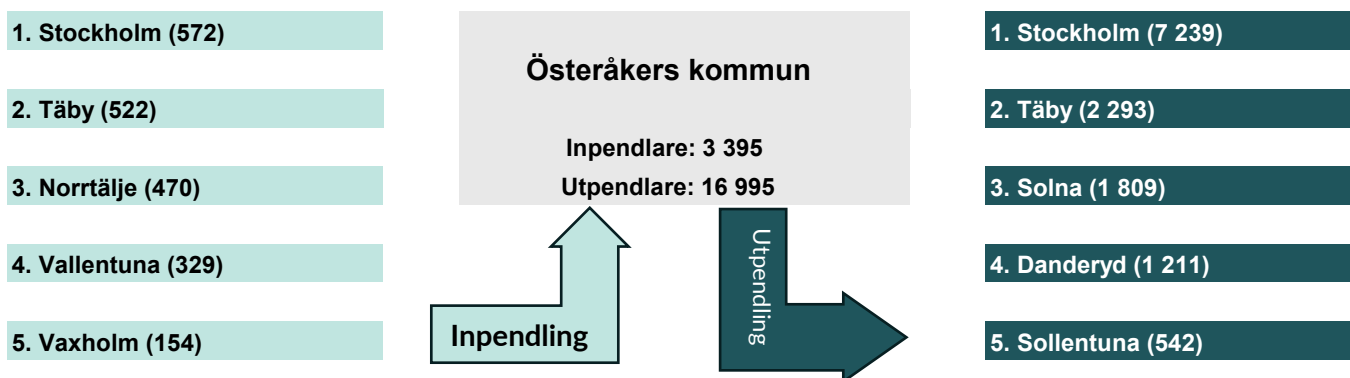 1. Stockholm (572)
2. Täby (522)
3. Norrtälje (470)
4. Vallentuna (329)
5. Vaxholm (154)
Österåkers kommun
Inpendlare: 3 395
Utpendlare: 16 995
Inpendling
Utpendling
1. Stockholm (7 239)
2. Täby (2 293)
3. Solna (1 809)
4. Danderyd (1 211)
5. Sollentuna (542)